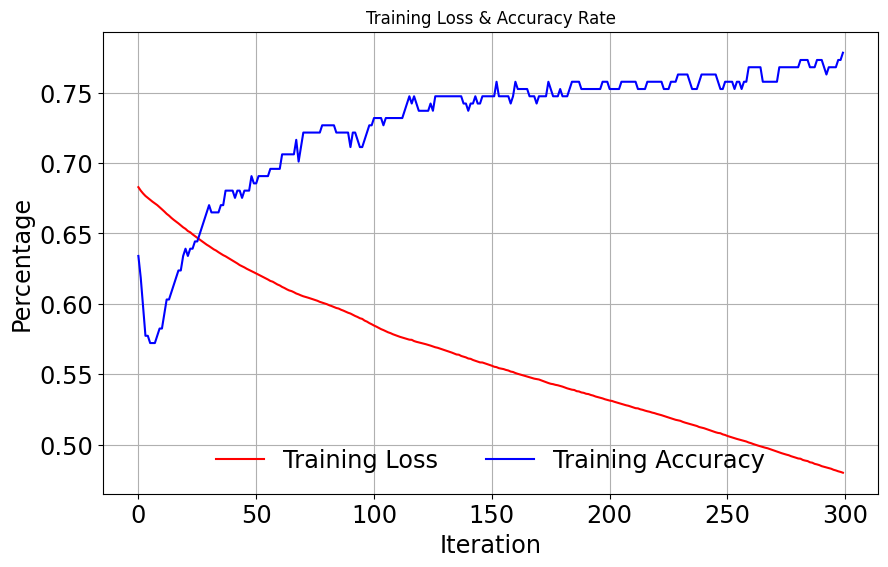 Training Loss & Accuracy Rate
Percentage
0.75
0.70
0.65
0.60
0.55
0.50
Training Loss
Training Accuracy
0 50 100 150 200 250 300
Iteration